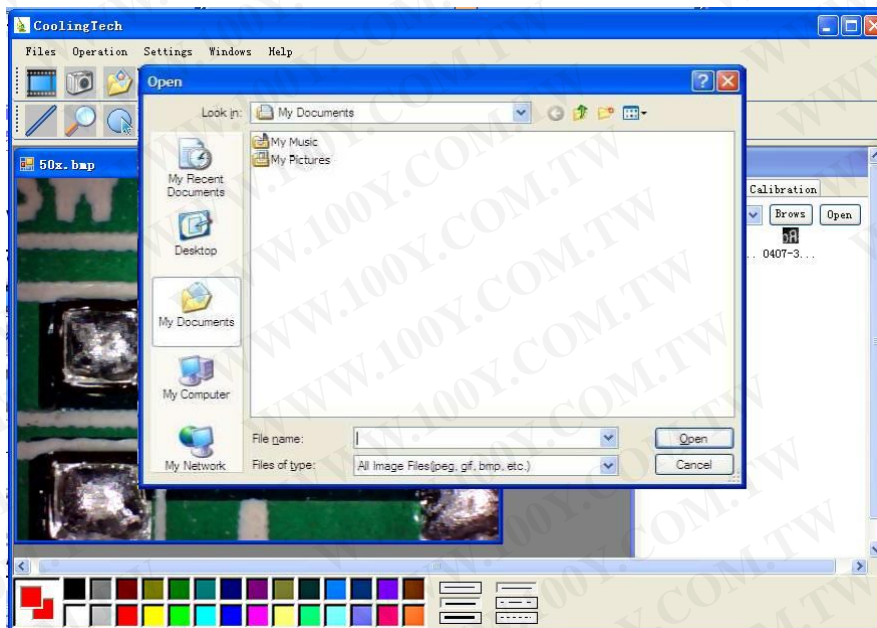 CoolingTech
Files Operation Settings Windows Help
Open
Look in: My Documents
My Music
My Pictures
My Recent
Documents
Desktop
My Documents
My Computer
My Network
File name:
Open
Files of type: All Image Files(jpeg, gif, bmp, etc.)
Cancel
50x.bmp
Calibration
Brows Open
.. 0407-3...
WWW.100Y.COM.TW